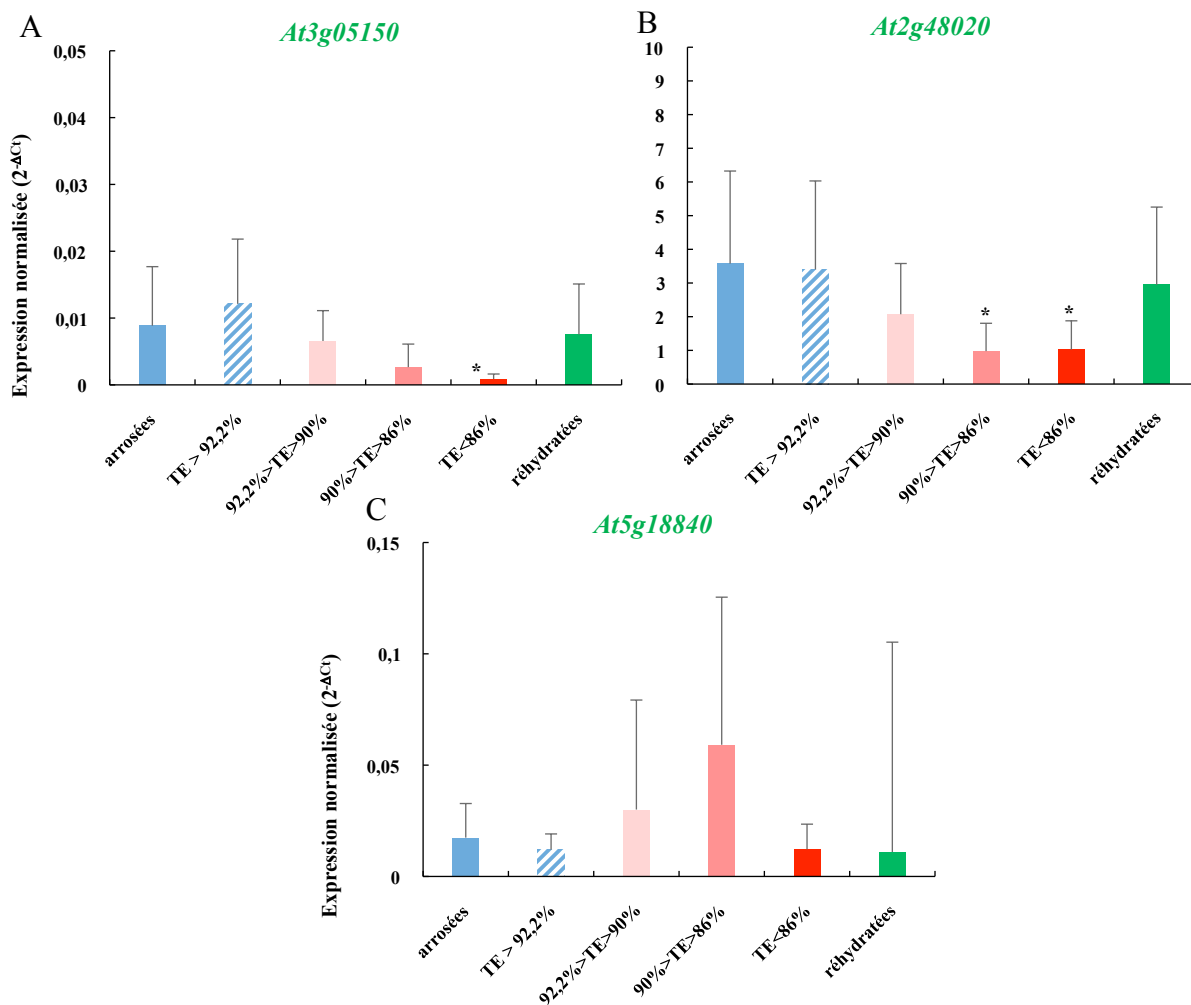 A
At3g05150
Expression normalisée (2-ΔCt)
0,05
0,04
0,03
0,02
0,01
0
*
arrosées
TE > 92,2%
92,2%>TE>90%
90%>TE>86%
TE<86%
réhydratées
B
At2g48020
10
9
8
7
6
5
4
3
2
1
0
*
*
arrosées
TE > 92,2%
92,2%>TE>90%
90%>TE>86%
TE<86%
réhydratées
C
At5g18840
Expression normalisée (2-ΔCt)
0,15
0,1
0,05
0
arrosées
TE > 92,2%
92,2%>TE>90%
90%>TE>86%
TE<86%
réhydratées